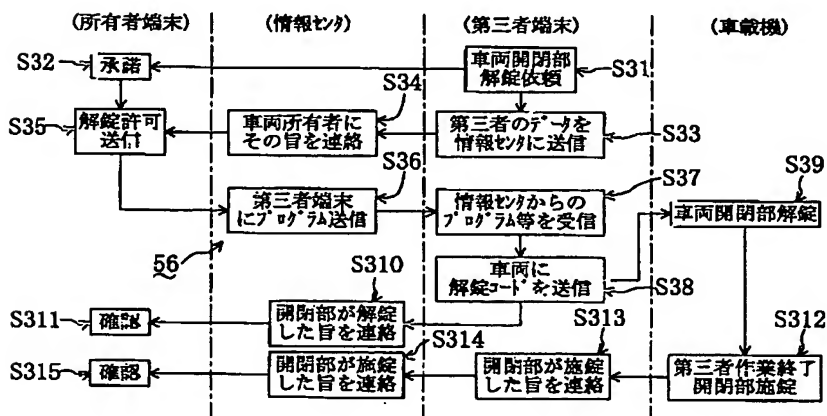 (所有者端末)
(情報センタ)
(第三者端末)
(車載機)
S32
承諾
車両開閉部
解錠依頼
S31
S35
解錠許可
送信
S34
車両所有者に
その旨を連絡
第三者のデータを
情報センタに送信
S33
S36
第三者端末
にプログラム送信
S37
情報センタからの
プログラム等を受信
S39
車両開閉部解錠
56
車両に
解錠コードを送信
S38
S310
S311
確認
開閉部が解錠
した旨を連絡
S314
S313
S312
S315
確認
開閉部が施錠
した旨を連絡
開閉部が施錠
した旨を連絡
第三者作業終了
開閉部施錠